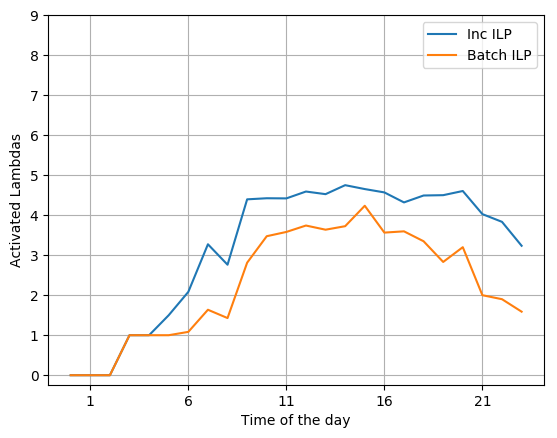 Inc ILP
Batch ILP
Activated Lambdas
9
8
7
6
5
4
3
2
1
0
1 6 11 16 21
Time of the day